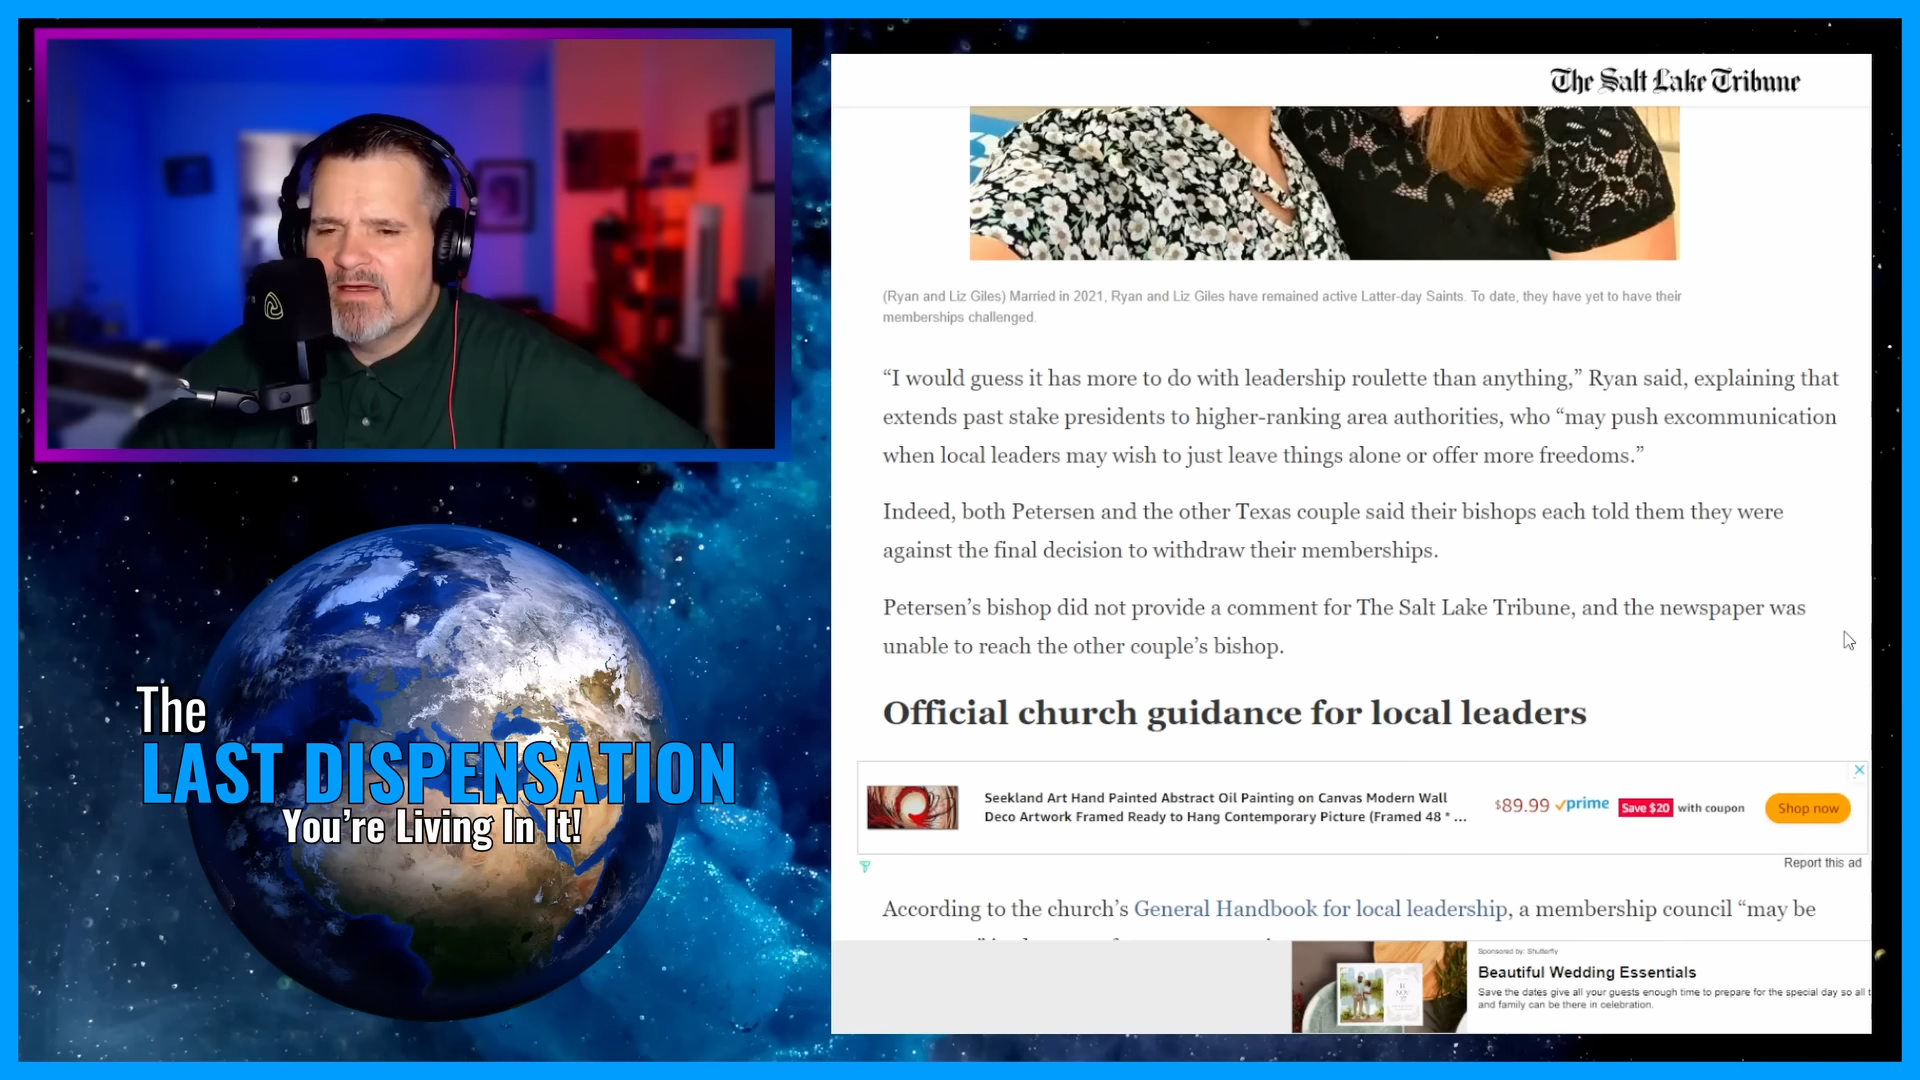 The Salt Lake Tribune
(Ryan and Liz Giles) Married in 2021, Ryan and Liz Giles have remained active Latter-day Saints. To date, they have yet to have their
memberships challenged.
“I would guess it has more to do with leadership roulette than anything,” Ryan said, explaining that
extends past stake presidents to higher-ranking area authorities, who “may push excommunication
when local leaders may wish to just leave things alone or offer more freedoms.”
Indeed, both Petersen and the other Texas couple said their bishops each told them they were
against the final decision to withdraw their memberships.
Petersen’s bishop did not provide a comment for The Salt Lake Tribune, and the newspaper was
unable to reach the other couple’s bishop.
Official church guidance for local leaders
Seekland Art Hand Painted Abstract Oil Painting on Canvas Modern Wall
Deco Artwork Framed Ready to Hang Contemporary Picture (Framed 48 * ...
$89.99 prime Save $20 with coupon
Shop now
Report this ad
According to the church’s General Handbook for local leadership, a membership council “may be
Sponsored by: Shutterfly
Beautiful Wedding Essentials
Save the dates give all your guests enough time to prepare for the special day so all
and family can be there in celebration.
The
LAST DISPENSATION
You’re Living In It!